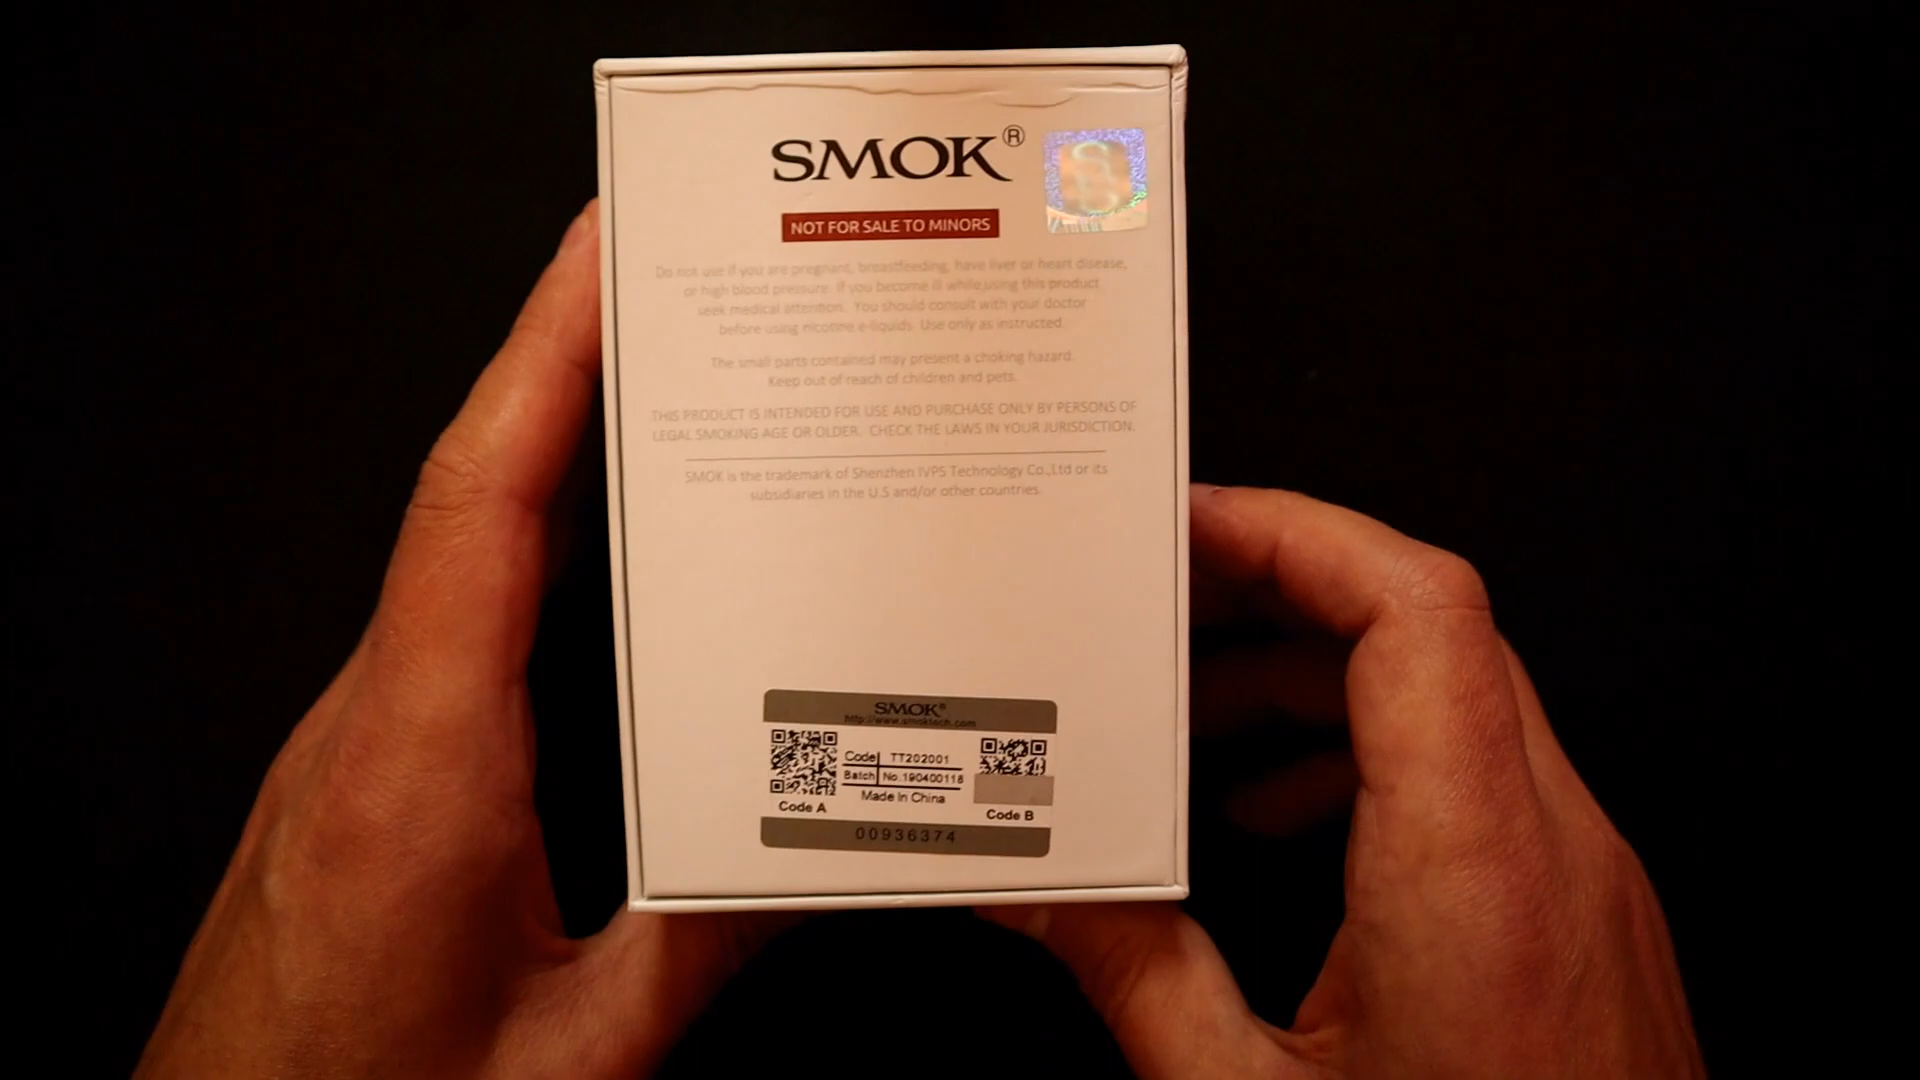 SMOK®
NOT FOR SALE TO MINORS
Do not use if you are pregnant, breastfeeding, have liver or heart disease,
or high blood pressure. If you become ill while using this product
seek medical attention. You should consult with your doctor
before using nicotine e-liquids. Use only as instructed.
The small parts contained may present a choking hazard.
Keep out of reach of children and pets.
THIS PRODUCT IS INTENDED FOR USE AND PURCHASE ONLY BY PERSONS OF
LEGAL SMOKING AGE OR OLDER. CHECK THE LAWS IN YOUR JURISDICTION.
SMOK is the trademark of Shenzhen IVPS Technology Co.,Ltd or its
subsidiaries in the U.S and/or other countries.
SMOK®
http://www.smoktech.com
Code TT202001
Batch No.190400118
Made In China
Code A
Code B
00936374